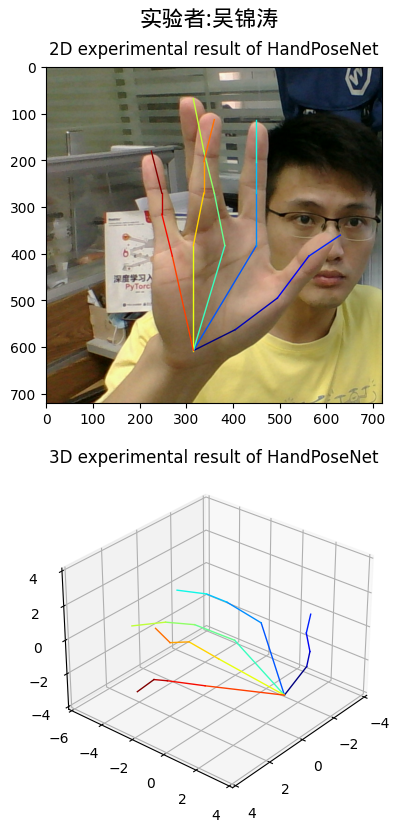 实验者:吴锦涛
2D experimental result of HandPoseNet
0
100
200
300
400
500
600
700
深度学习入
PyTorch
0 100 200 300 400 500 600 700
3D experimental result of HandPoseNet
4
2
0
−2
−4
−6 −4 −2 0 2 4
4 2 0 −2 −4